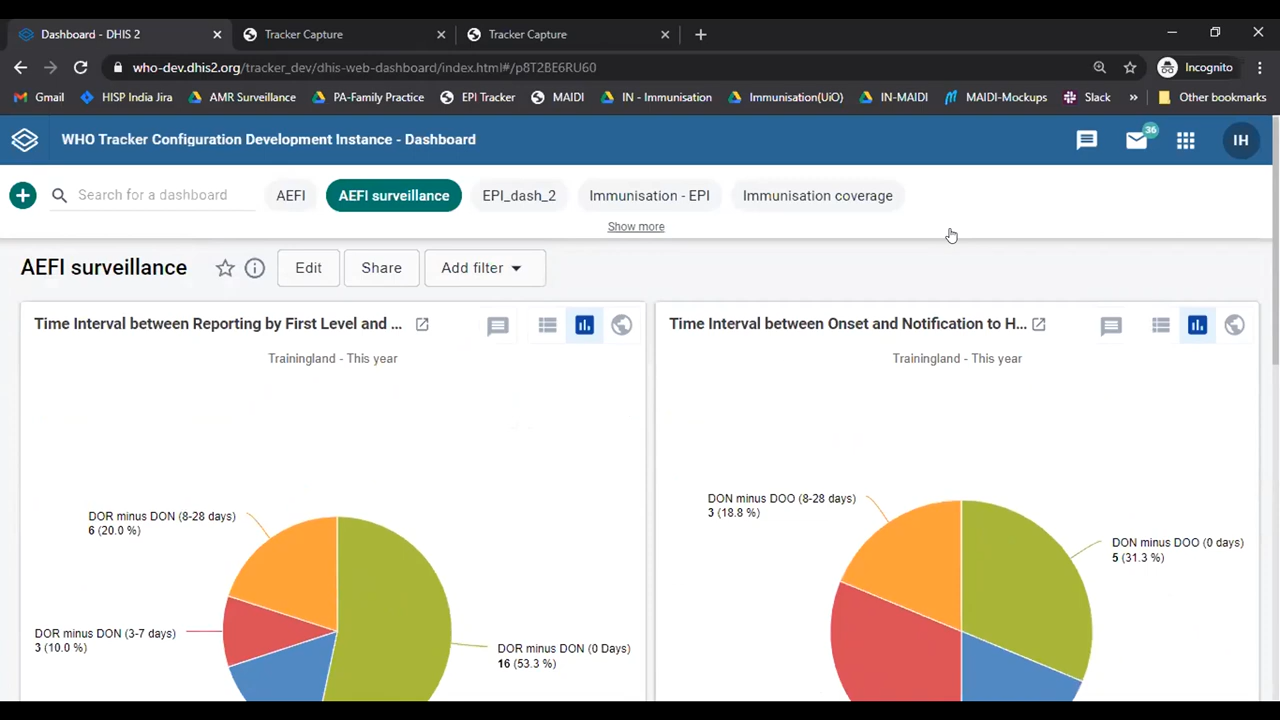 Dashboard - DHIS 2
Tracker Capture
Tracker Capture
who-dev.dhis2.org/tracker_dev/dhis-web-dashboard/index.html#/p8T2BE6RU60
Incognito
Gmail
HISP India Jira
AMR Surveillance
PA-Family Practice
EPI Tracker
MAIDI
IN - Immunisation
Immunisation(UiO)
IN-MAIDI
MAIDI-Mockups
Slack
»
Other bookmarks
WHO Tracker Configuration Development Instance - Dashboard
36
IH
Search for a dashboard
AEFI
AEFI surveillance
EPI_dash_2
Immunisation - EPI
Immunisation coverage
Show more
AEFI surveillance
Edit
Share
Add filter
Time Interval between Reporting by First Level and ...
Trainingland - This year
DOR minus DON (8-28 days)
6 (20.0 %)
DOR minus DON (3-7 days)
3 (10.0 %)
DOR minus DON (0 Days)
16 (53.3 %)
Time Interval between Onset and Notification to H...
Trainingland - This year
DON minus DOO (8-28 days)
3 (18.8 %)
DON minus DOO (0 days)
5 (31.3 %)